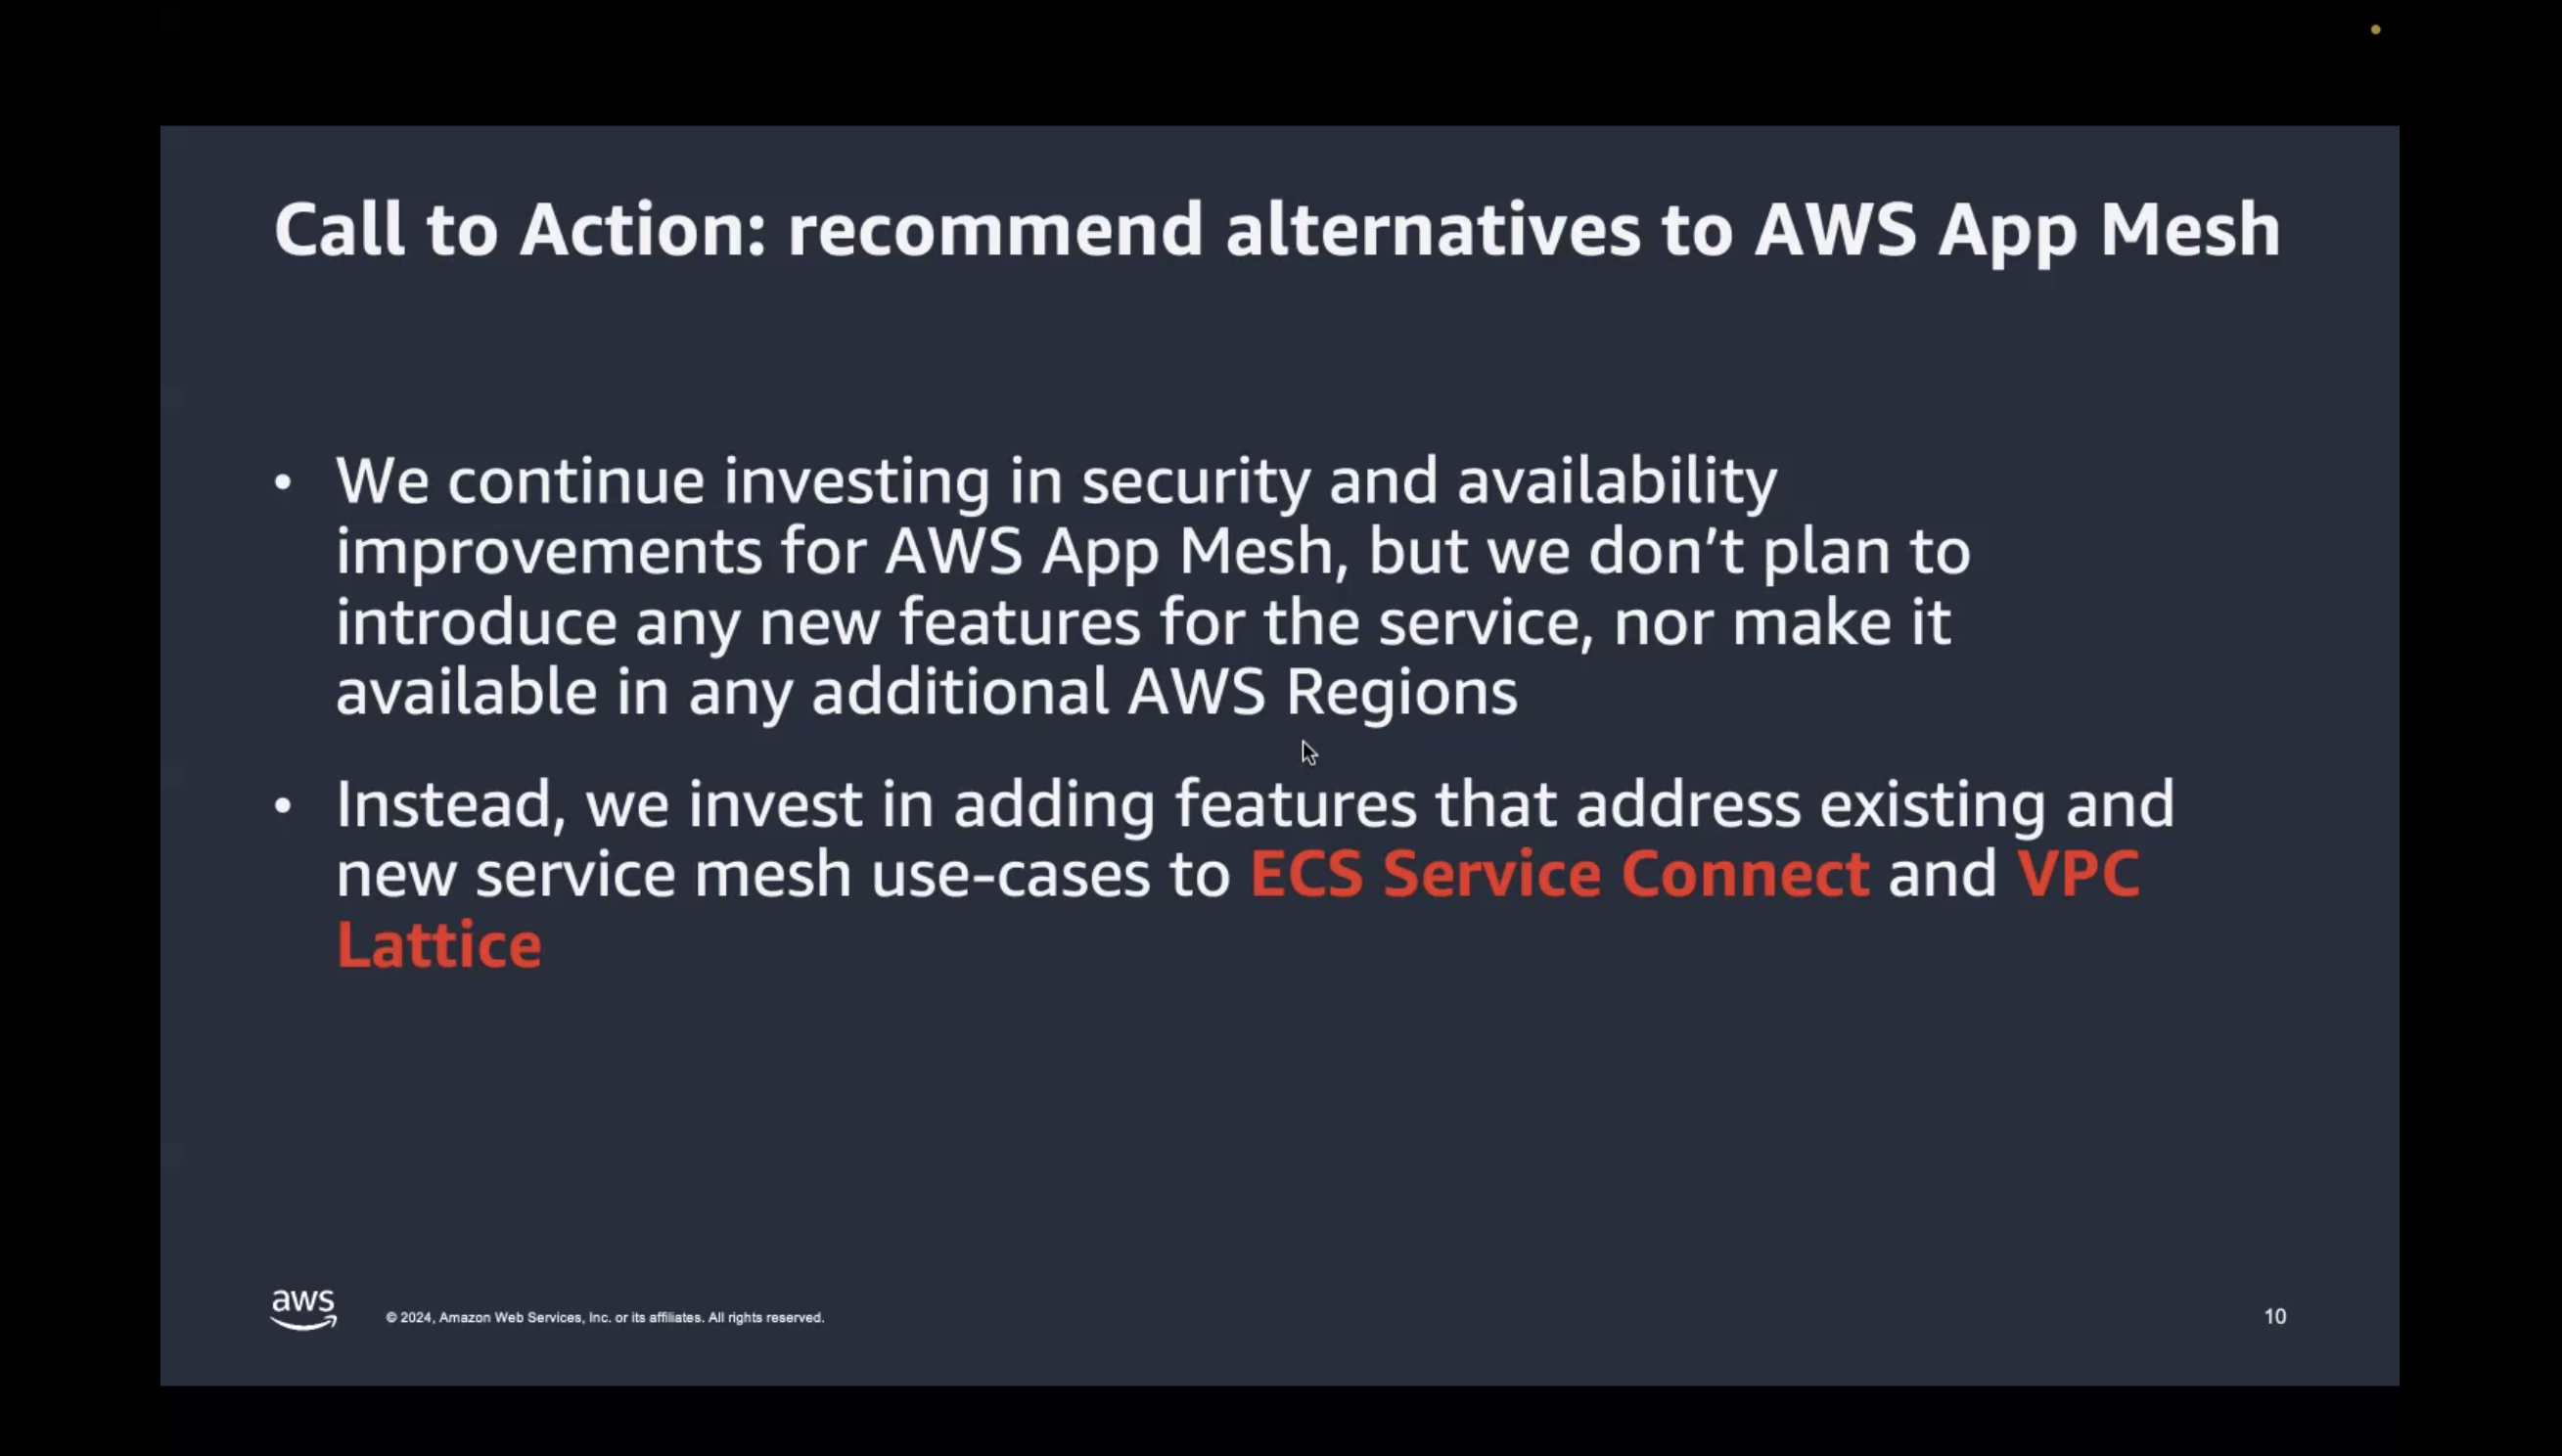 Call to Action: recommend alternatives to AWS App Mesh
• We continue investing in security and availability
improvements for AWS App Mesh, but we don’t plan to
introduce any new features for the service, nor make it
available in any additional AWS Regions
• Instead, we invest in adding features that address existing and
new service mesh use-cases to ECS Service Connect and VPC
Lattice
aws
© 2024, Amazon Web Services, Inc. or its affiliates. All rights reserved.
10